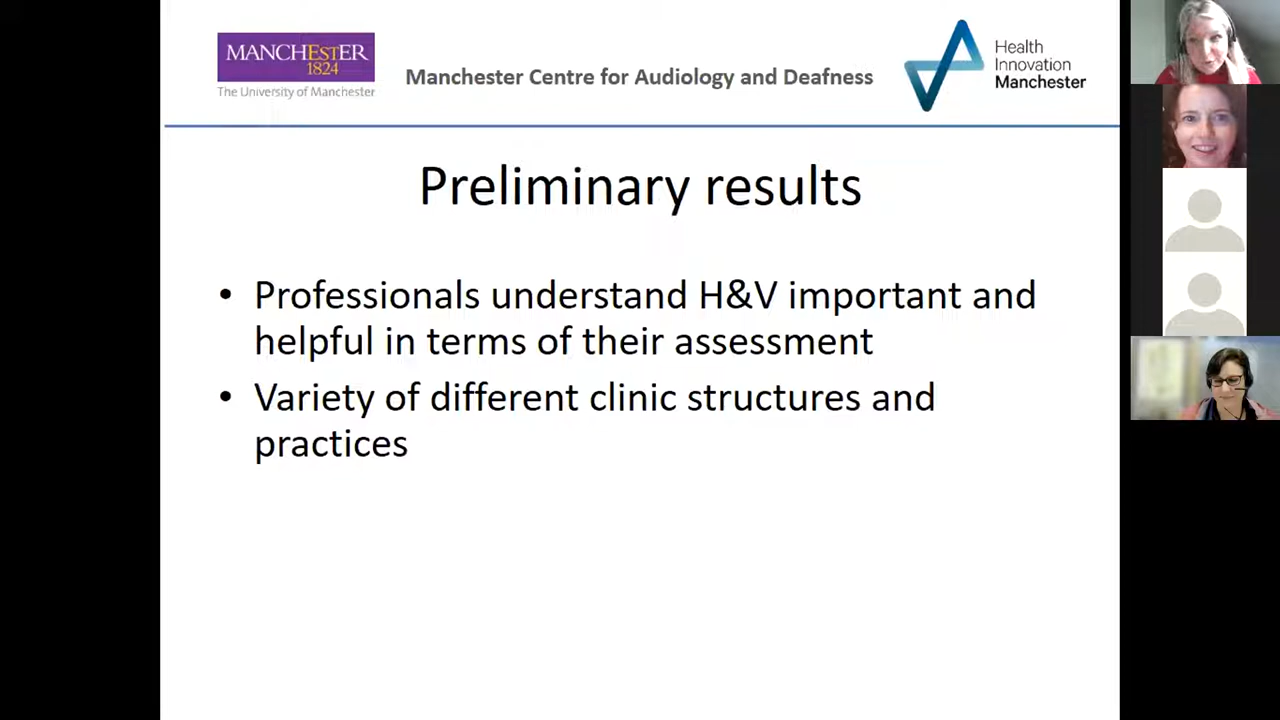 MANCHESTER
1824
The University of Manchester
Manchester Centre for Audiology and Deafness
Health
Innovation
Manchester
Preliminary results
• Professionals understand H&V important and
helpful in terms of their assessment
• Variety of different clinic structures and
practices